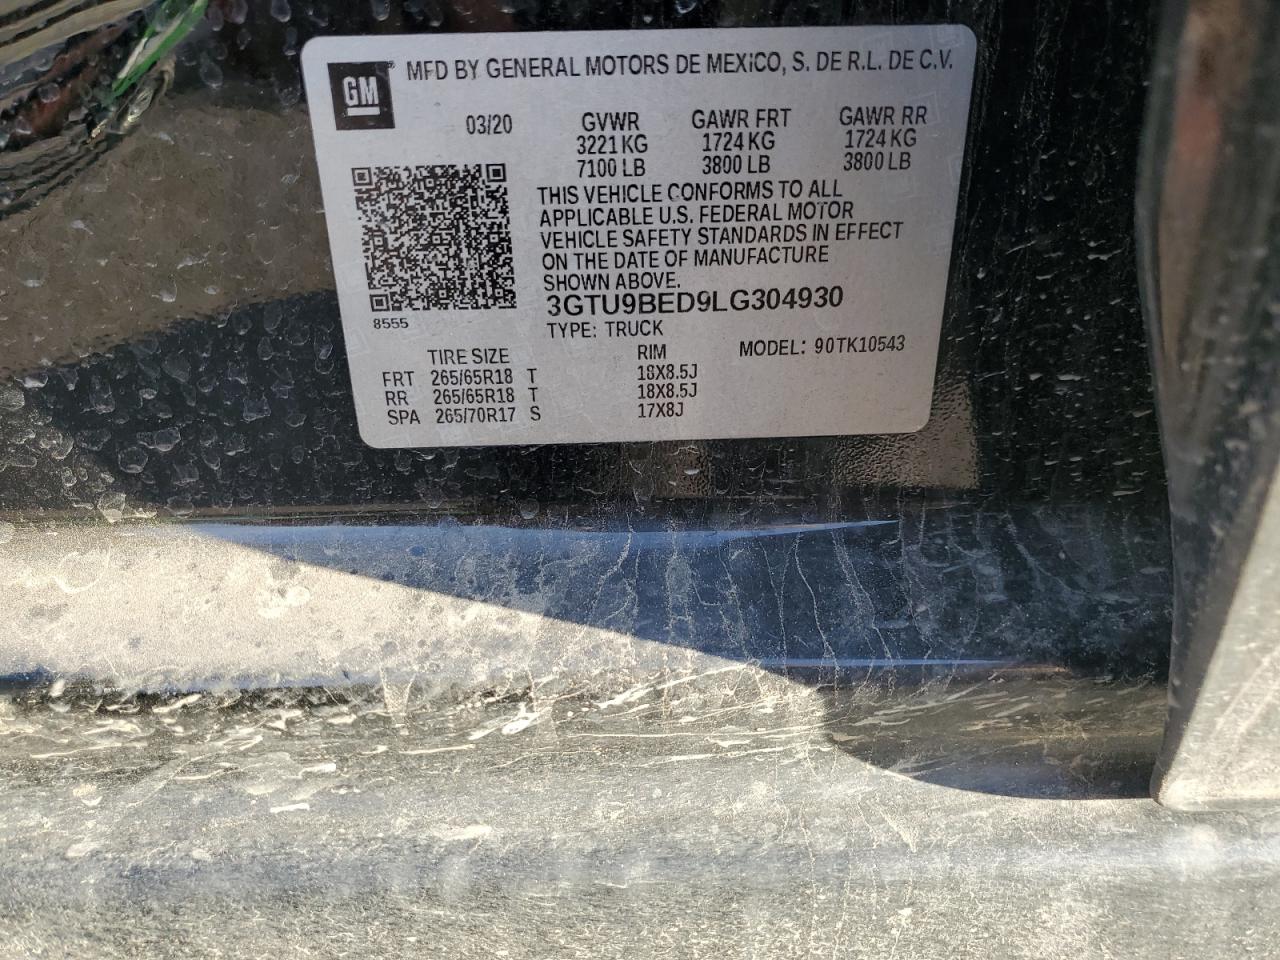 GM MFD BY GENERAL MOTORS DE MEXICO, S. DE R.L. DE C.V.
03/20 GVWR GAWR FRT GAWR RR
3221 KG 1724 KG 1724 KG
7100 LB 3800 LB 3800 LB
THIS VEHICLE CONFORMS TO ALL
APPLICABLE U.S. FEDERAL MOTOR
VEHICLE SAFETY STANDARDS IN EFFECT
ON THE DATE OF MANUFACTURE
SHOWN ABOVE.
3GTU9BED9LG304930
8555
TYPE: TRUCK
MODEL: 90TK10543
TIRE SIZE RIM
FRT 265/65R18 T 18X8.5J
RR 265/65R18 T 18X8.5J
SPA 265/70R17 S 17X8J